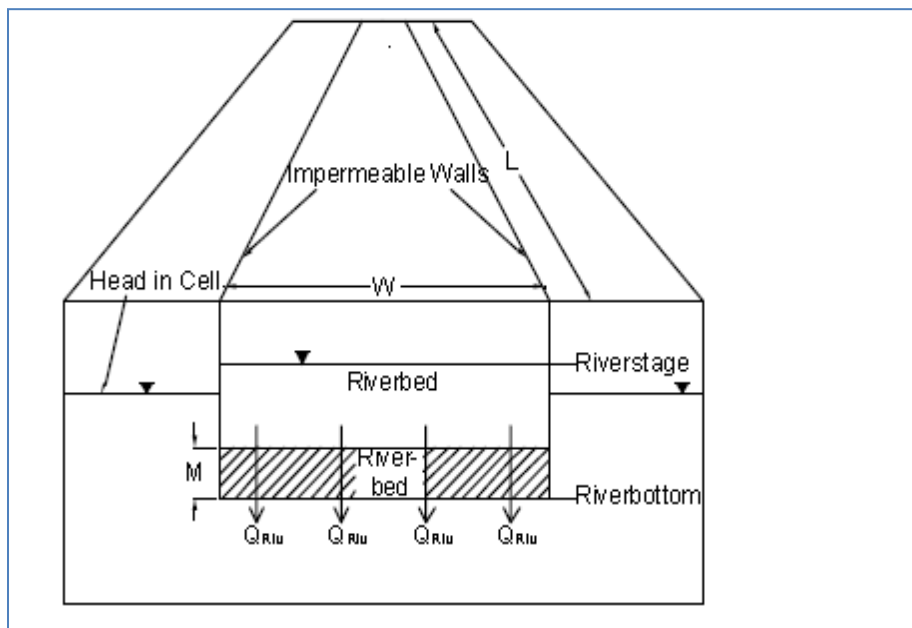 L
Impermeable Walls
Head in Cell
W
Riverstage
Riverbed
M
River-
bed
Riverbottom
QRiu QRiu QRiu QRiu